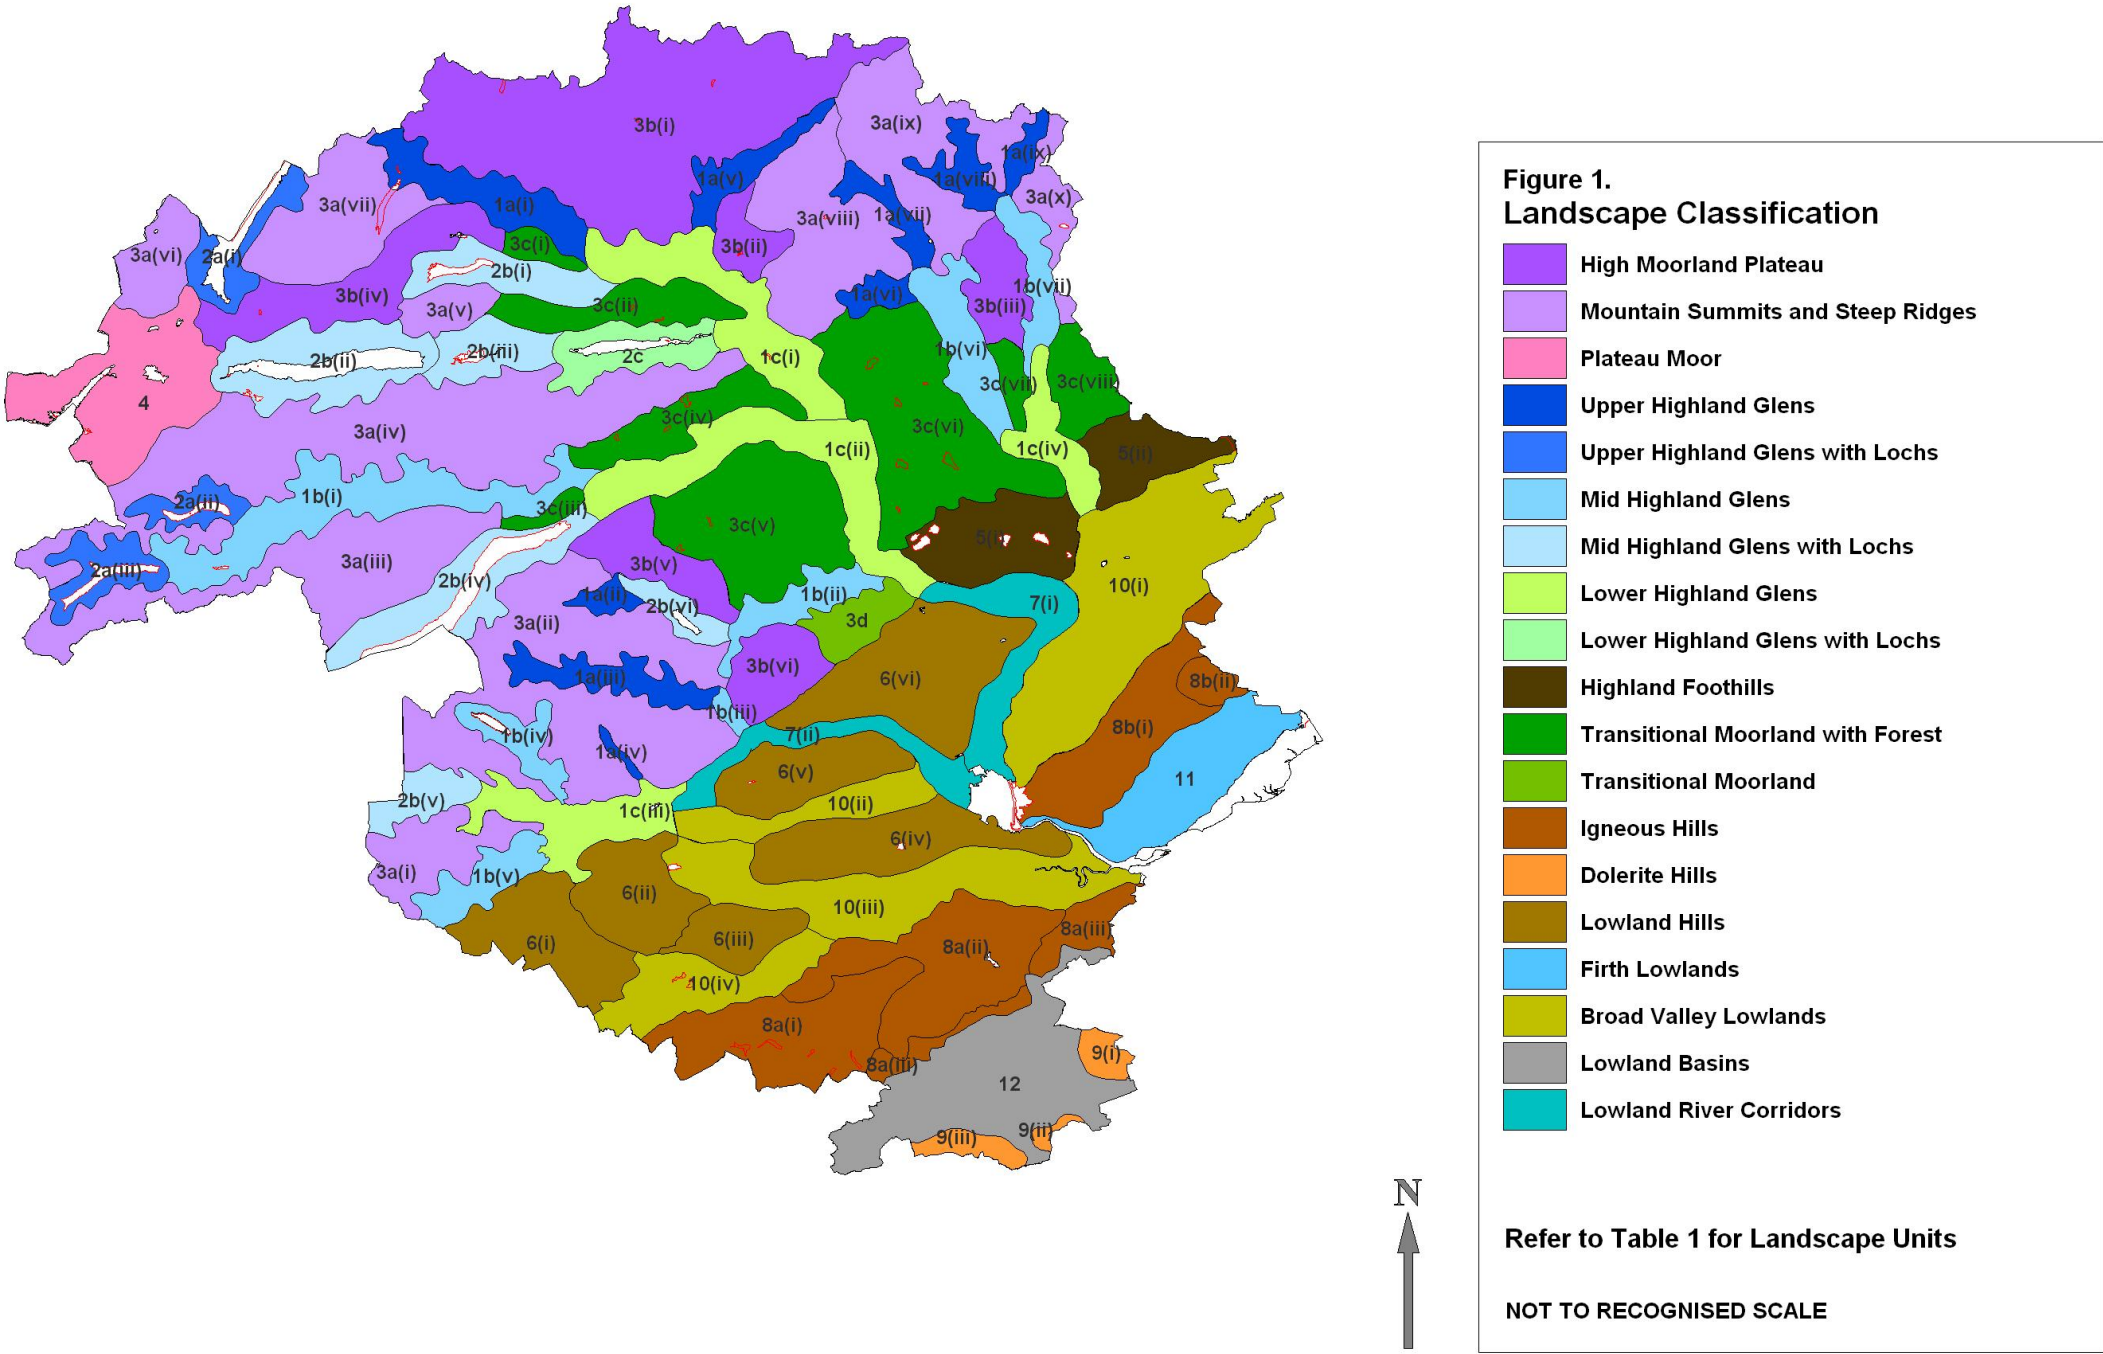 3b(i)
3a(ix)
1a(ix)
1a(v)
1a(viii)
3a(x)
3a(vii)
1a(i)
3a(viii)
1a(vii)
3c(i)
3b(ii)
3a(vi)
2a(i)
2b(i)
1b(vii)
3b(iv)
1a(vi)
3a(v)
3c(ii)
3b(iii)
2b(ii)
2b(iii)
2c
1c(i)
1b(vi)
3c(vii)
3c(viii)
4
3a(iv)
3c(iv)
3c(vi)
1c(ii)
1c(iv)
5(ii)
2a(ii)
1b(i)
3c(iii)
3c(v)
5(i)
2a(iii)
3a(iii)
2b(iv)
3b(v)
10(i)
1a(ii)
2b(vi)
1b(ii)
7(i)
3a(ii)
3d
3b(vi)
1a(iii)
6(vi)
8b(ii)
1b(iii)
1b(iv)
7(ii)
8b(i)
1a(iv)
6(v)
11
2b(v)
1c(iii)
10(ii)
6(iv)
3a(i)
1b(v)
6(ii)
10(iii)
6(i)
6(iii)
8a(ii)
8a(iii)
10(iv)
8a(i)
8a(iii)
9(i)
12
9(iii)
9(ii)
N
Figure 1.
Landscape Classification
High Moorland Plateau
Mountain Summits and Steep Ridges
Plateau Moor
Upper Highland Glens
Upper Highland Glens with Lochs
Mid Highland Glens
Mid Highland Glens with Lochs
Lower Highland Glens
Lower Highland Glens with Lochs
Highland Foothills
Transitional Moorland with Forest
Transitional Moorland
Igneous Hills
Dolerite Hills
Lowland Hills
Firth Lowlands
Broad Valley Lowlands
Lowland Basins
Lowland River Corridors
Refer to Table 1 for Landscape Units
NOT TO RECOGNISED SCALE